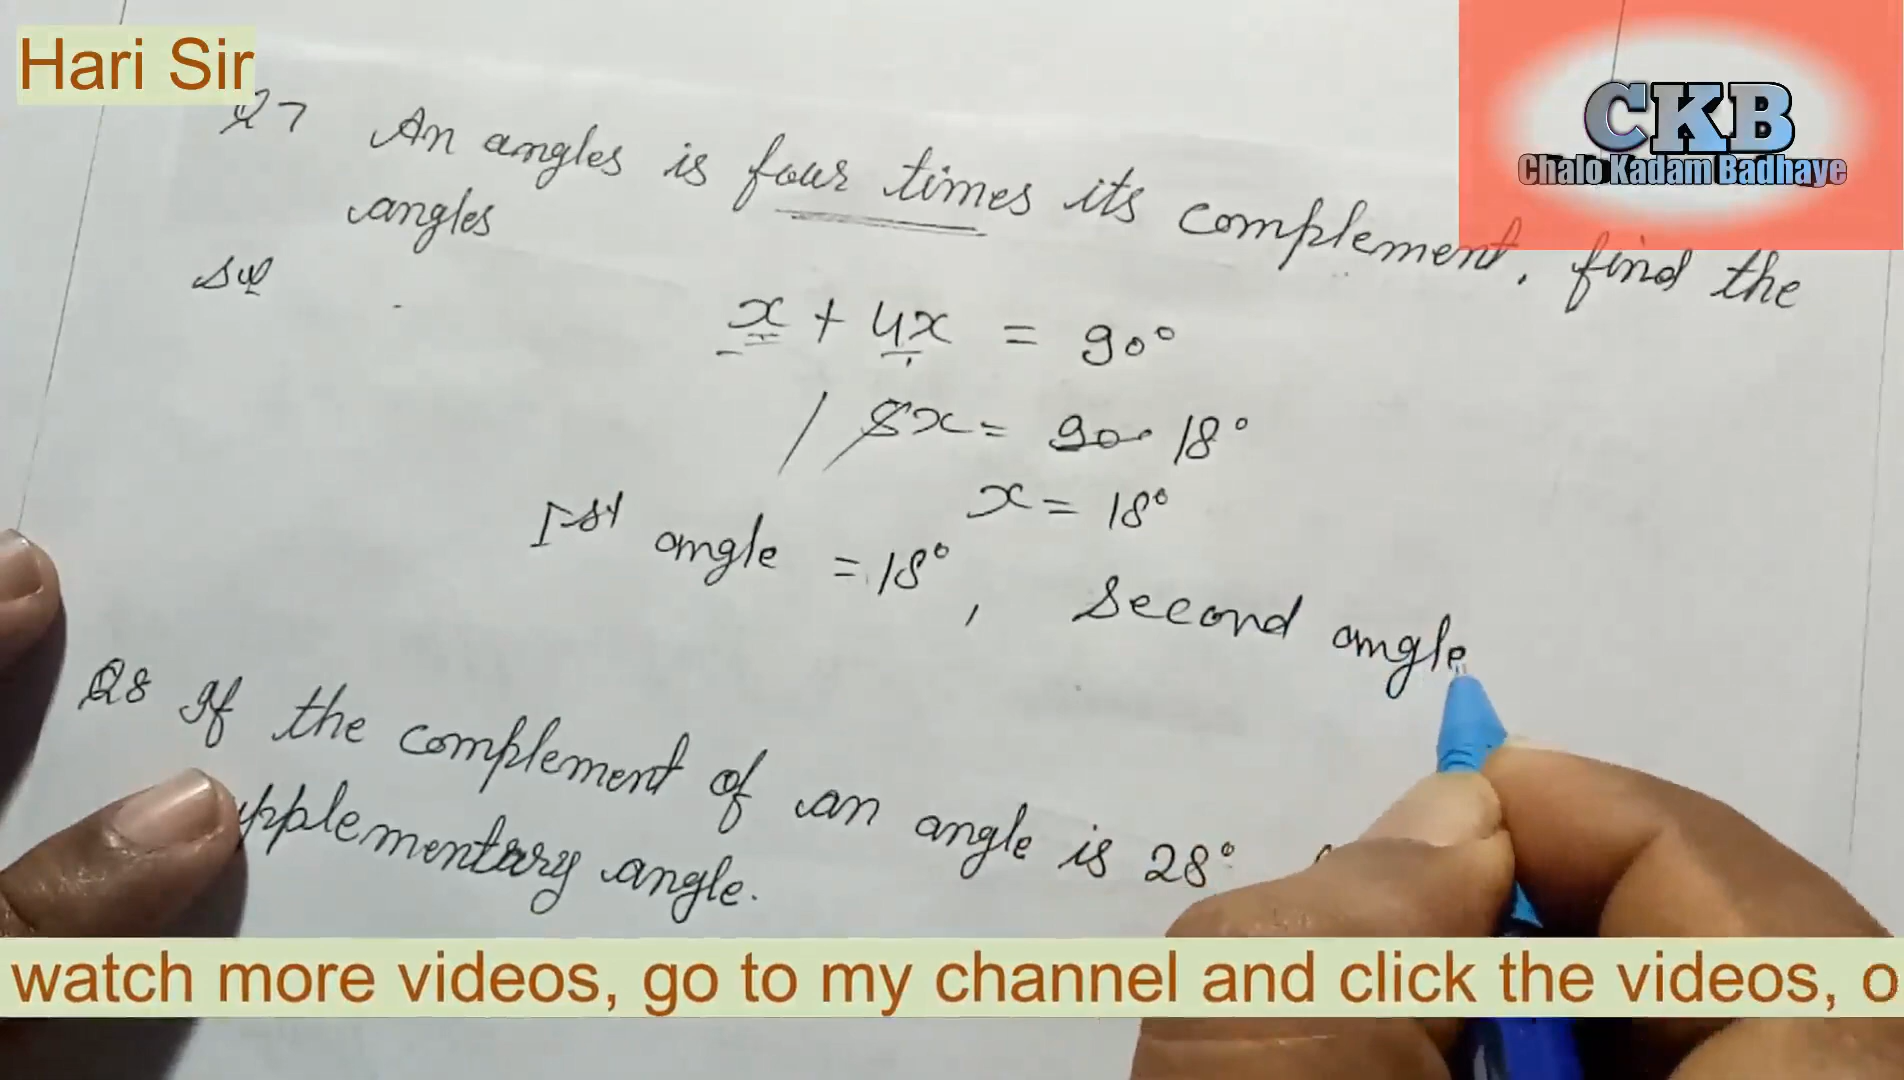 Hari Sir
CKB
Chalo Kadam Badhaye
Q7 An angles is four times its complement, find the
angles
Sol
x + 4x = 90°
5x = 90 18°
x = 18°
Ist angle = 18°, Second angle
Q8 If the complement of an angle is 28°
upplementary angle.
watch more videos, go to my channel and click the videos, o